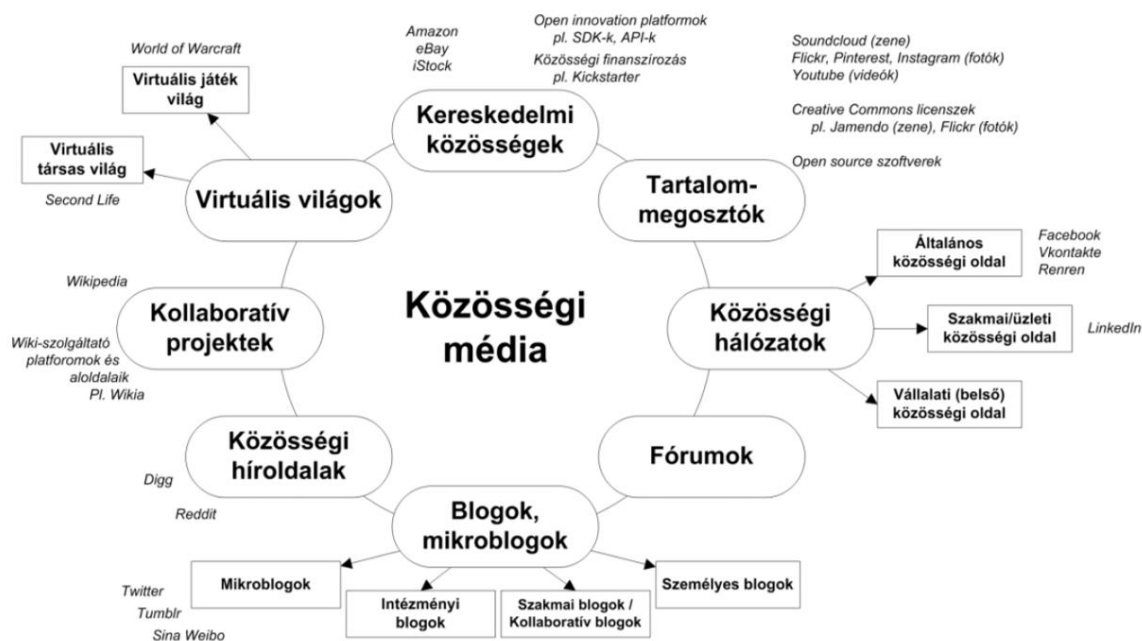 World of Warcraft
Virtuális játék
világ
Virtuális
társas világ
Second Life
Virtuális világok
Amazon
eBay
iStock
Open innovation platformok
pl. SDK-k, API-k
Közösségi finanszírozás
pl. Kickstarter
Kereskedelmi
közösségek
Soundcloud (zene)
Flickr, Pinterest, Instagram (fotók)
Youtube (videók)
Creative Commons licenszek
pl. Jamendo (zene), Flickr (fotók)
Open source szoftverek
Tartalom-
megosztók
Általános
közösségi oldal
Facebook
Vkontakte
Renren
Közösségi
hálózatok
Szakmai/üzleti
közösségi oldal
LinkedIn
Vállalati (belső)
közösségi oldal
Közösségi
média
Wikipedia
Kollaboratív
projektek
Wiki-szolgáltató
platforomok és
aloldalaik
Pl. Wikia
Közösségi
híroldalak
Digg
Reddit
Fórumok
Blogok,
mikroblogok
Mikroblogok
Twitter
Tumblr
Sina Weibo
Intézményi
blogok
Szakmai blogok /
Kollaboratív blogok
Személyes blogok